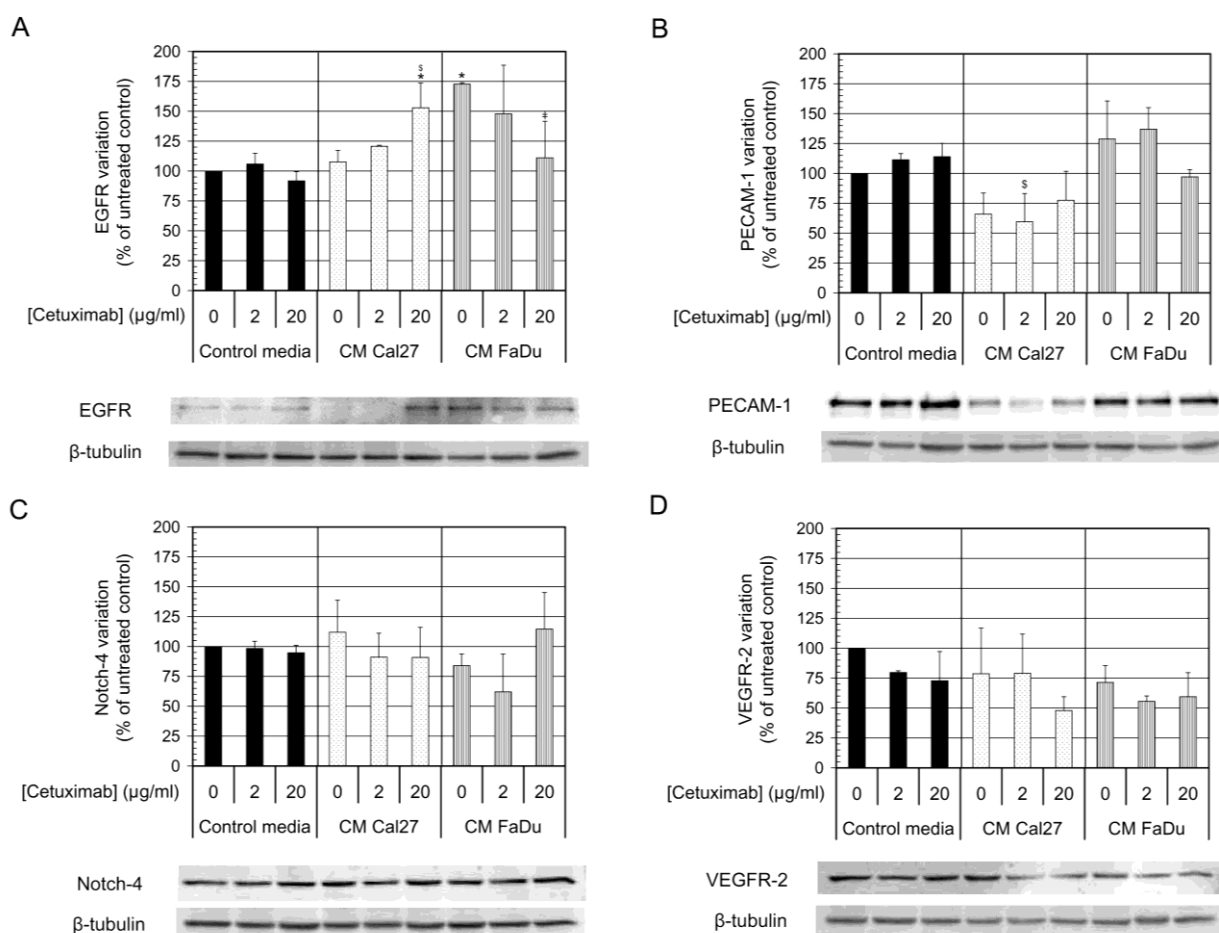 A
EGFR variation
(% of untreated control)
200
175
150
125
100
75
50
25
0
$
*
*
ǂ
[Cetuximab] (µg/ml)
0 2 20 0 2 20 0 2 20
Control media CM Cal27 CM FaDu
EGFR
β-tubulin
B
PECAM-1 variation
(% of untreated control)
200
175
150
125
100
75
50
25
0
$
[Cetuximab] (µg/ml)
0 2 20 0 2 20 0 2 20
Control media CM Cal27 CM FaDu
PECAM-1
β-tubulin
C
Notch-4 variation
(% of untreated control)
200
175
150
125
100
75
50
25
0
[Cetuximab] (µg/ml)
0 2 20 0 2 20 0 2 20
Control media CM Cal27 CM FaDu
Notch-4
β-tubulin
D
VEGFR-2 variation
(% of untreated control)
200
175
150
125
100
75
50
25
0
[Cetuximab] (µg/ml)
0 2 20 0 2 20 0 2 20
Control media CM Cal27 CM FaDu
VEGFR-2
β-tubulin